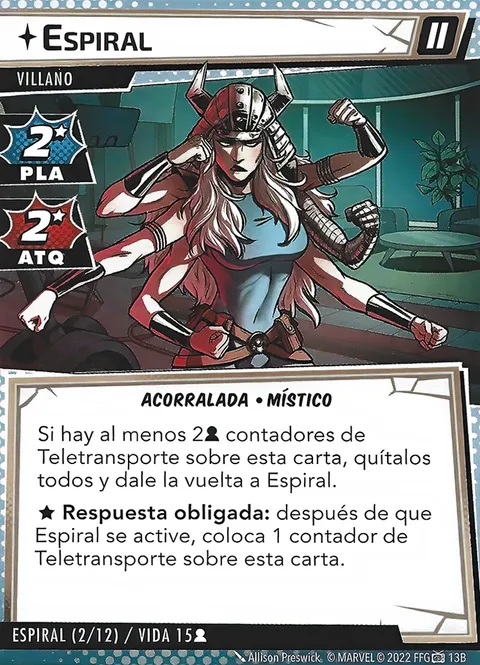 ESPIRAL
II
VILLANO
2
PLA
2
ATQ
ACORRALADA • MÍSTICO
Si hay al menos 2 contadores de
Teletransporte sobre esta carta, quítalos
todos y dale la vuelta a Espiral.
★ Respuesta obligada: después de que
Espiral se active, coloca 1 contador de
Teletransporte sobre esta carta.
ESPIRAL (2/12) / VIDA 15
Allison Preswick. © MARVEL © 2022 FFG 13B